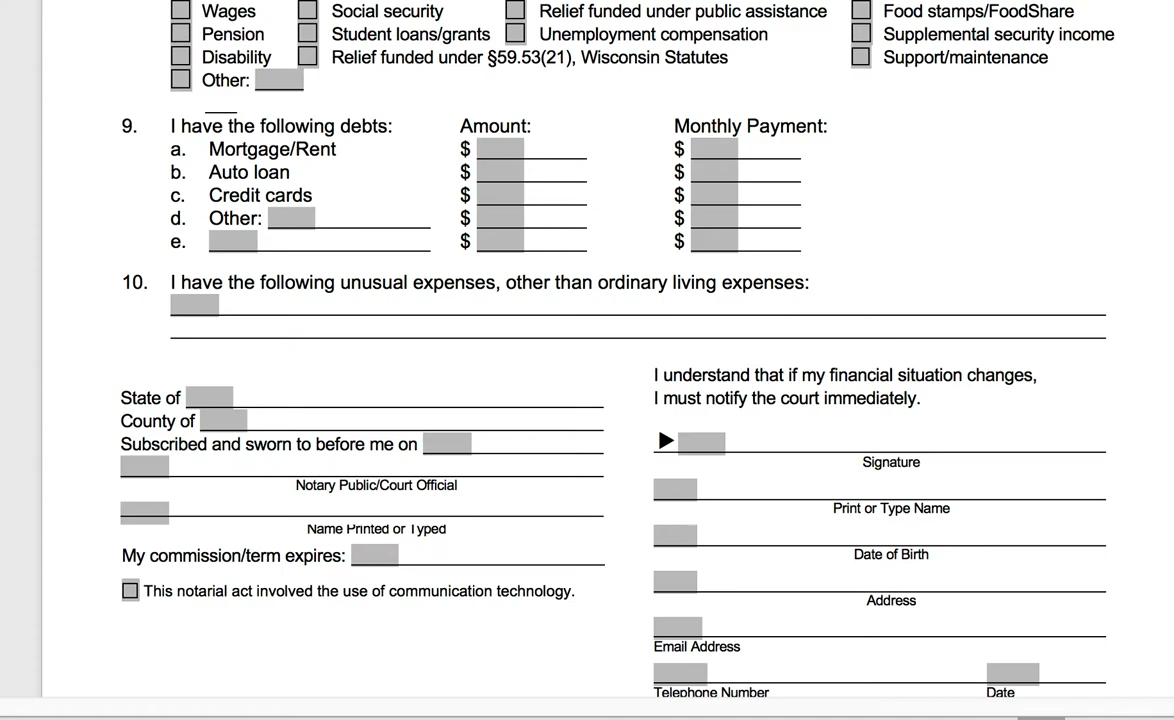 Wages Social security Relief funded under public assistance Food stamps/FoodShare
Pension Student loans/grants Unemployment compensation Supplemental security income
Disability Relief funded under §59.53(21), Wisconsin Statutes Support/maintenance
Other:
9. I have the following debts: Amount: Monthly Payment:
a. Mortgage/Rent $ $
b. Auto loan $ $
c. Credit cards $ $
d. Other: $ $
e. $ $
10. I have the following unusual expenses, other than ordinary living expenses:
State of
County of
Subscribed and sworn to before me on
Notary Public/Court Official
Name Printed or Typed
My commission/term expires:
This notarial act involved the use of communication technology.
I understand that if my financial situation changes,
I must notify the court immediately.
Signature
Print or Type Name
Date of Birth
Address
Email Address
Telephone Number Date